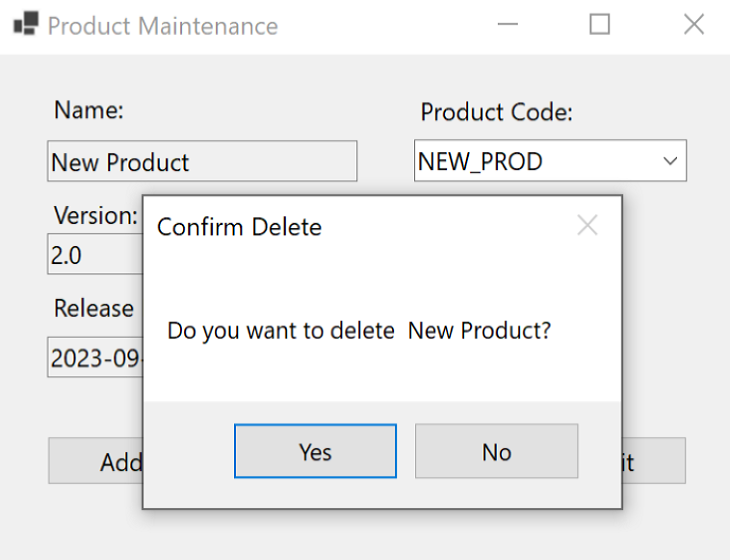 Product Maintenance
Name:
Product Code:
New Product
NEW_PROD
Version:
2.0
Release
2023-09-
Add
it
Confirm Delete
Do you want to delete  New Product?
Yes
No